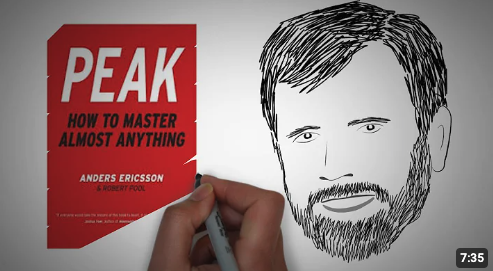 PEAK
HOW TO MASTER
ALMOST ANYTHING
ANDERS ERICSSON
& ROBERT POOL
7:35